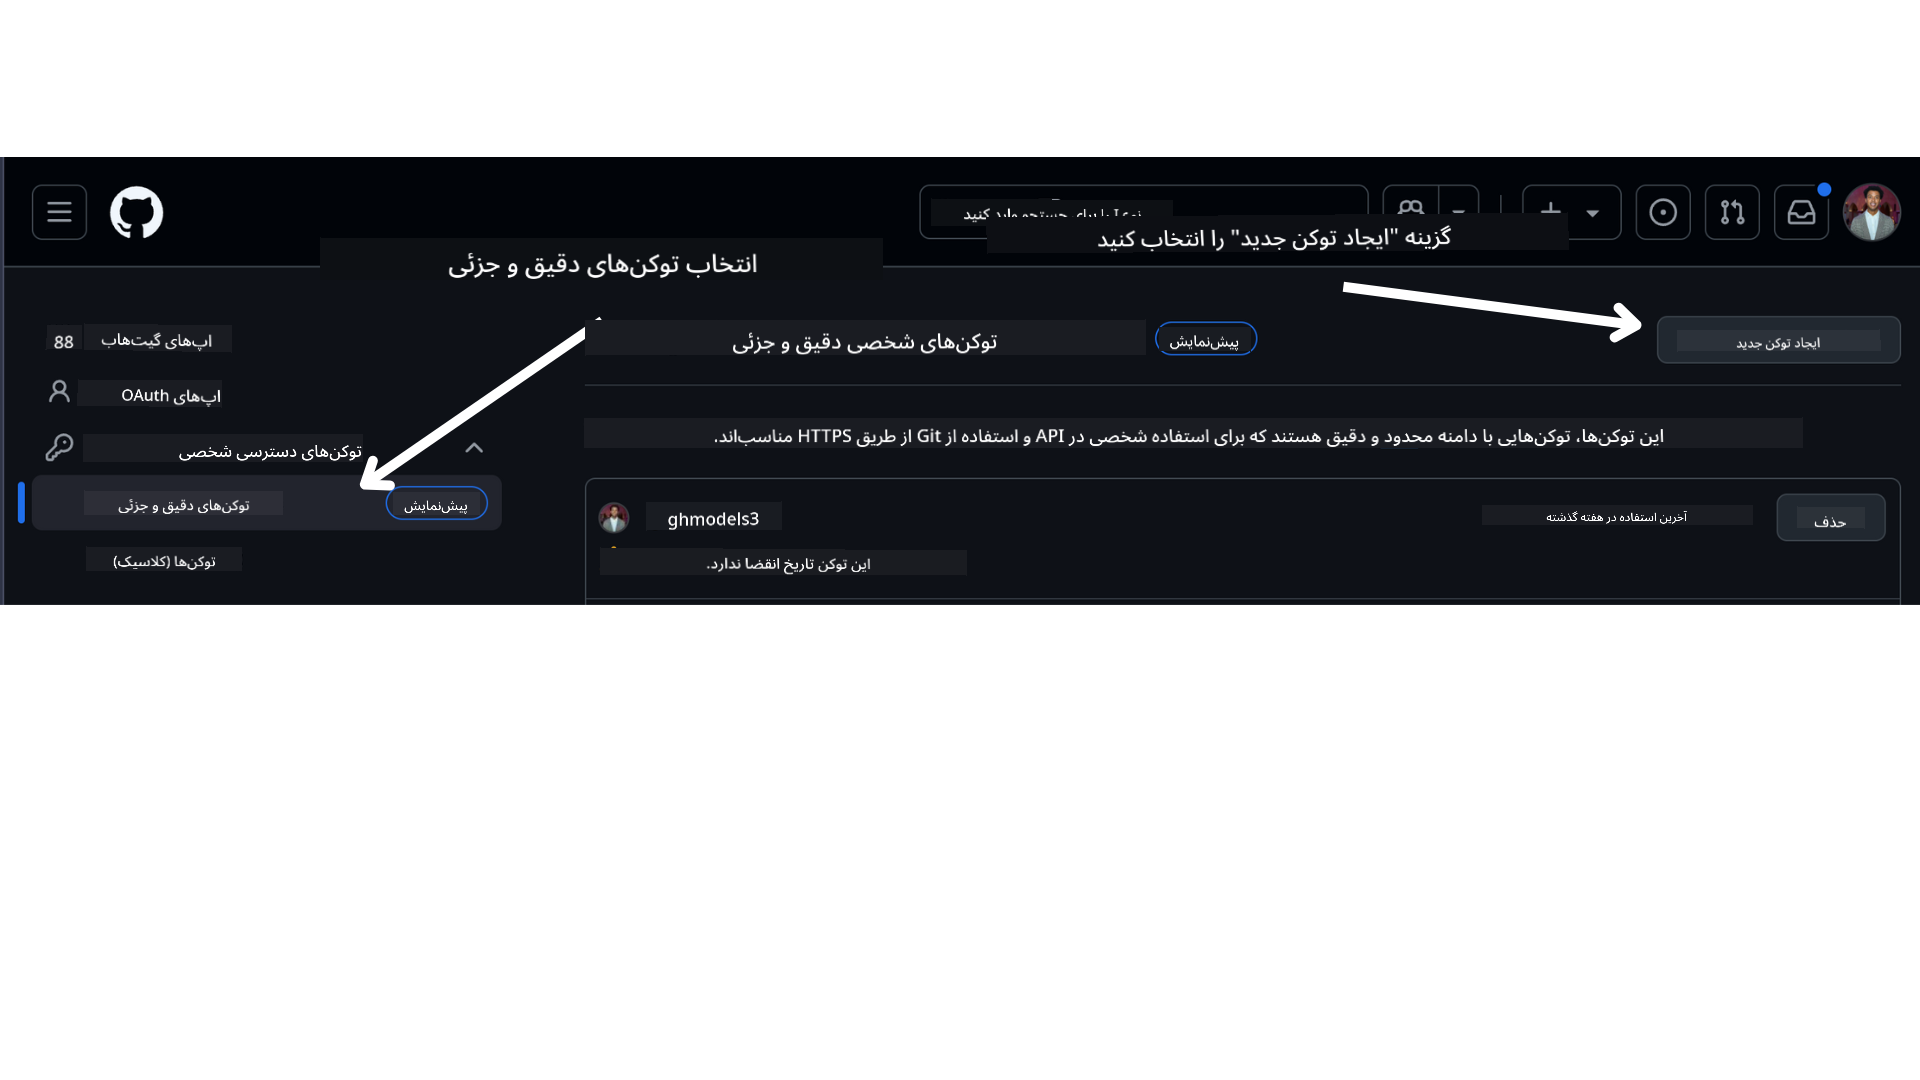 گزینه "ایجاد توکن جدید" را انتخاب کنید
انتخاب توکن‌های دقیق و جزئی
88 اپ‌های گیت‌هاب
اپ‌های OAuth
توکن‌های دسترسی شخصی
توکن‌های دقیق و جزئی پیش‌نمایش
توکن‌ها (کلاسیک)
توکن‌های شخصی دقیق و جزئی پیش‌نمایش
ایجاد توکن جدید
این توکن‌ها، توکن‌هایی با دامنه محدود و دقیق هستند که برای استفاده شخصی در API و استفاده از Git از طریق HTTPS مناسب‌اند.
ghmodels3
آخرین استفاده در هفته گذشته
حذف
این توکن تاریخ انقضا ندارد.